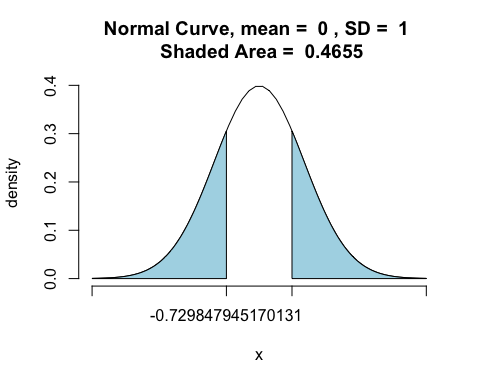 Normal Curve, mean =  0 , SD =  1
Shaded Area =  0.4655
0.4
0.3
0.2
0.1
0.0
density
-0.729847945170131
x